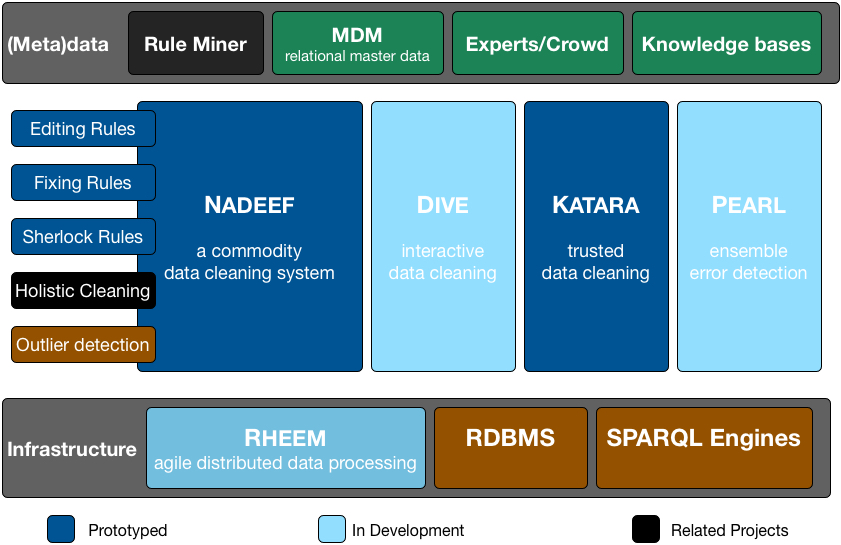 (Meta)data
Rule Miner
MDM
relational master data
Experts/Crowd
Knowledge bases
Editing Rules
Fixing Rules
Sherlock Rules
Holistic Cleaning
Outlier detection
NADEEF
a commodity
data cleaning system
DIVE
interactive
data cleaning
KATARA
trusted
data cleaning
PEARL
ensemble
error detection
Infrastructure
RHEEM
agile distributed data processing
RDBMS
SPARQL Engines
Prototyped
In Development
Related Projects